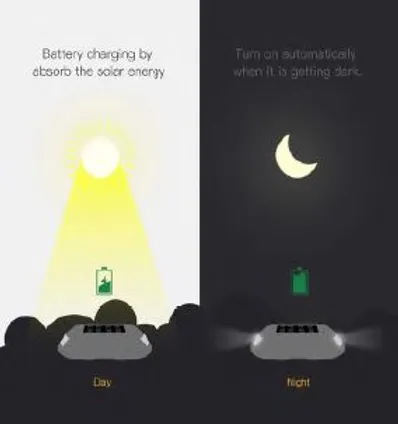 Battery charging by
absorb the solar energy
Turn on automatically
when it is getting dark.
Day
Night